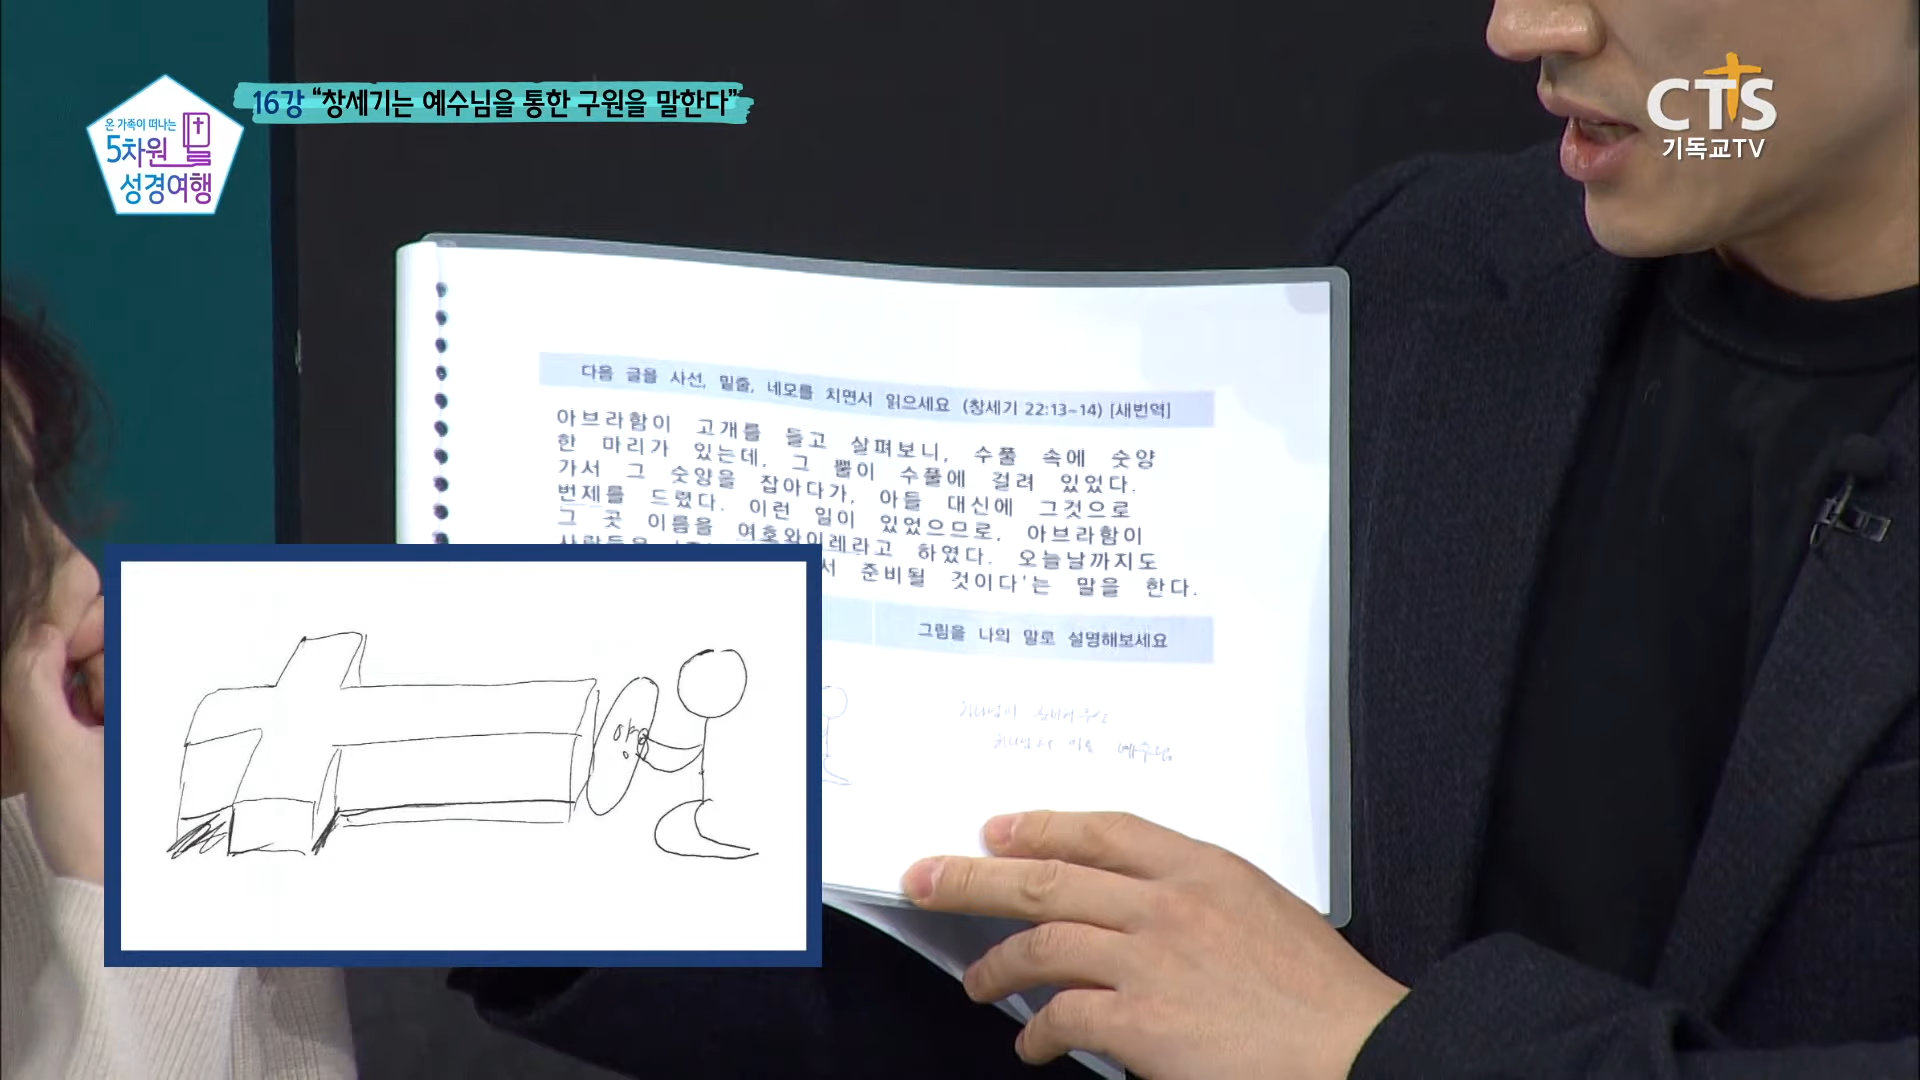 온 가족이 떠나는
5차원
성경여행
16강 “창세기는 예수님을 통한 구원을 말한다”
CTS
기독교TV
다음 글을 사선, 밑줄, 네모를 치면서 읽으세요 (창세기 22:13~14) [새번역]
아브라함이 고개를 들고 살펴보니, 수풀 속에 숫양
한 마리가 있는데, 그 뿔이 수풀에 걸려 있었다.
가서 그 숫양을 잡아다가, 아들 대신에 그것으로
번제를 드렸다. 이런 일이 있었으므로, 아브라함이
그 곳 이름을 여호와이레라고 하였다. 오늘날까지도
사람들은
서 준비될 것이다'는 말을 한다.
그림을 나의 말로 설명해보세요
예수님
양